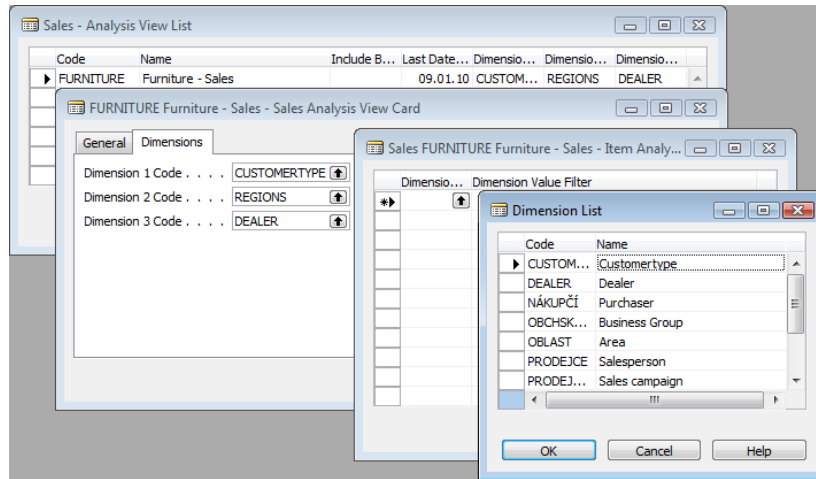 Sales - Analysis View List
Code Name Include B... Last Date... Dimensio... Dimensio... Dimensio...
FURNITURE Furniture - Sales 09.01.10 CUSTOM... REGIONS DEALER
FURNITURE Furniture - Sales - Sales Analysis View Card
General Dimensions
Dimension 1 Code . . . . CUSTOMERTYPE
Dimension 2 Code . . . . REGIONS
Dimension 3 Code . . . . DEALER
Sales FURNITURE Furniture - Sales - Item Analy...
Dimensio... Dimension Value Filter
Dimension List
Code Name
CUSTOM... Customertype
DEALER Dealer
NÁKUPČÍ Purchaser
OBCHSK... Business Group
OBLAST Area
PRODEJCE Salesperson
PRODEJ... Sales campaign
OK Cancel Help